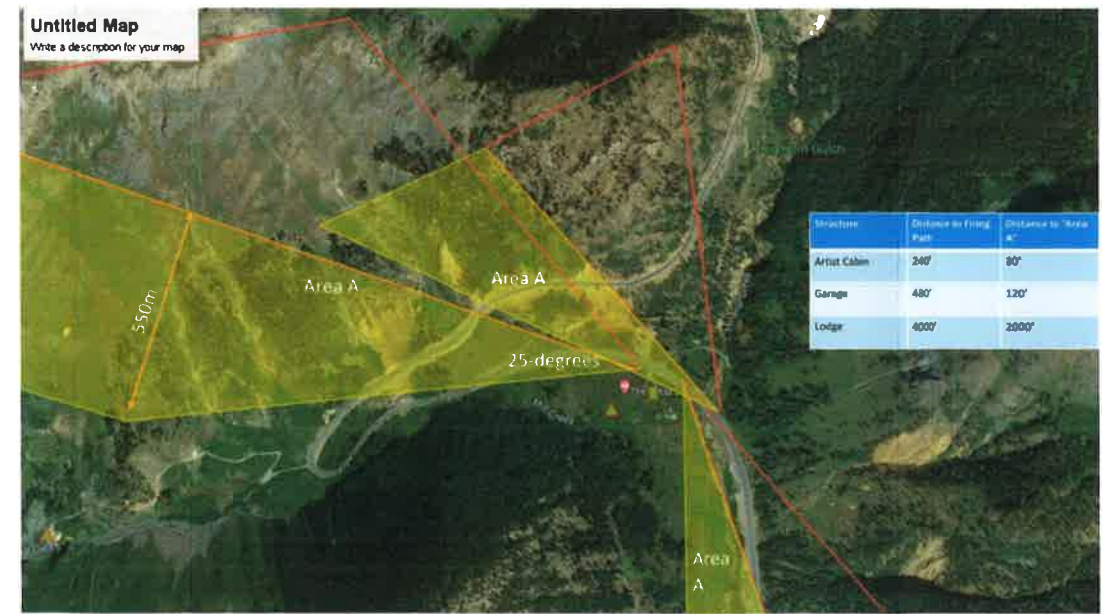 Untitled Map
Write a description for your map
Structure
Distance to Firing Path
Distance to "Area A"
Artist Cabin
240'
80'
Garage
480'
120'
Lodge
4000'
2000'
Area A
Area A
550m
25-degrees
Area
A